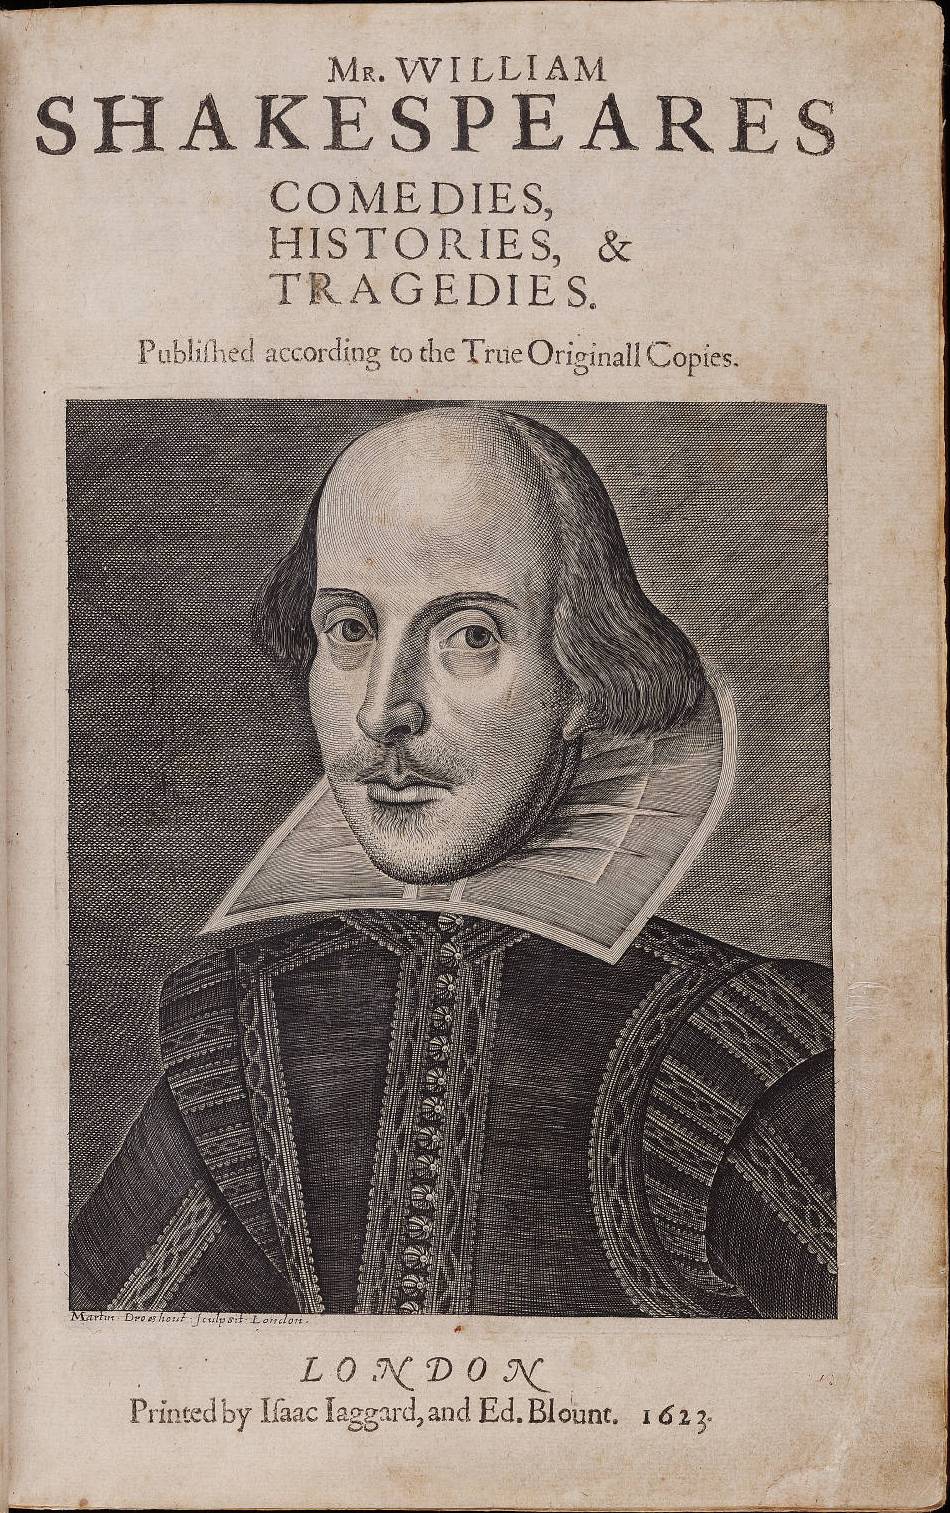 Mr. VVILLIAM
SHAKESPEARES
COMEDIES,
HISTORIES, &
TRAGEDIES.
Publiſhed according to the True Originall Copies.
Martin Droeshout sculpsit London.
LONDON
Printed by Iſaac Iaggard, and Ed. Blount. 1623.